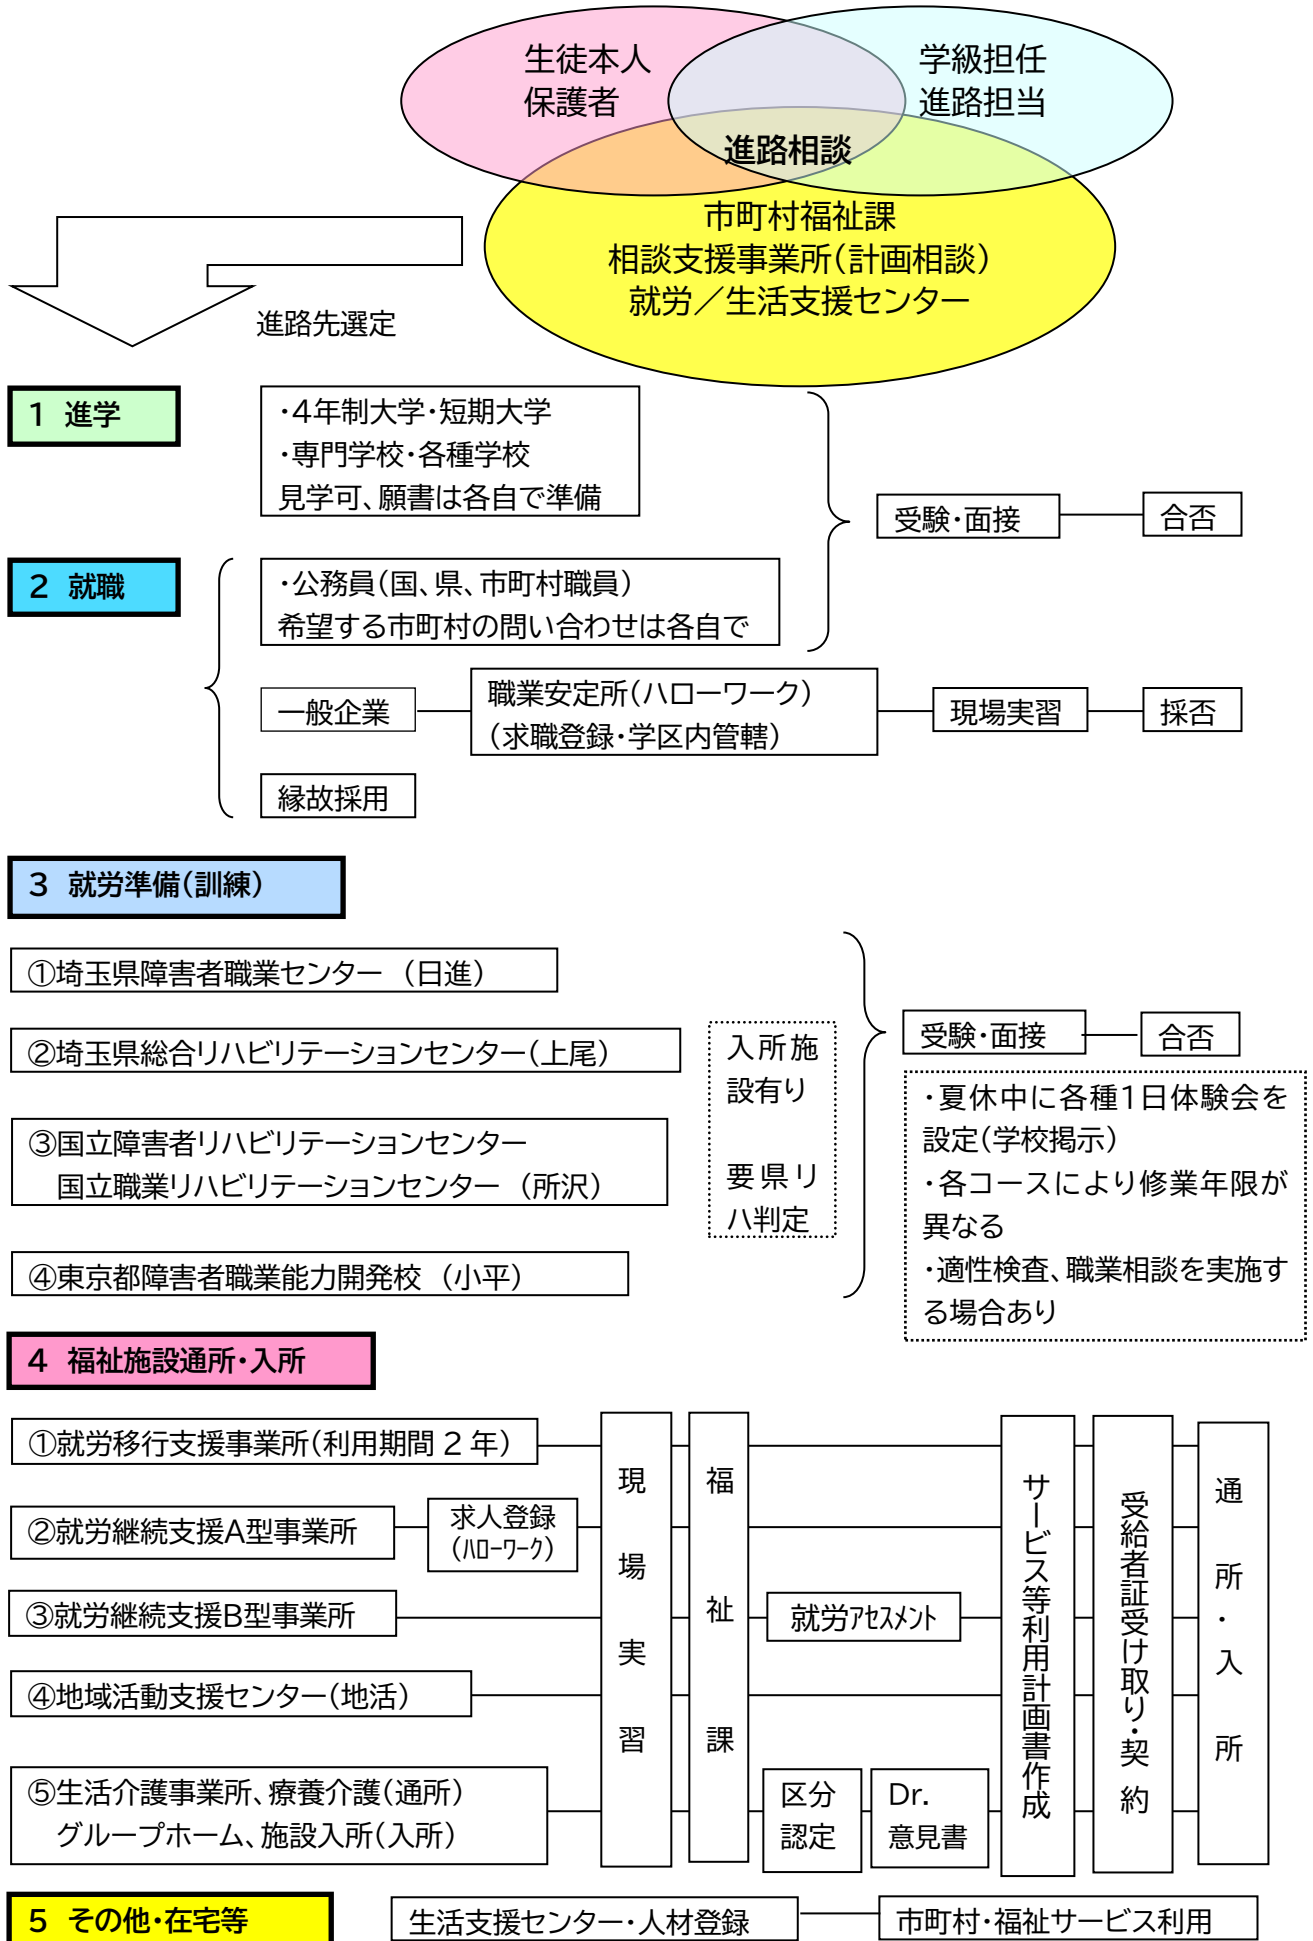 生徒本人
保護者
学級担任
進路担当
進路相談
市町村福祉課
相談支援事業所(計画相談)
就労／生活支援センター
進路先選定
1 進学
・4年制大学・短期大学
・専門学校・各種学校
見学可、願書は各自で準備
受験・面接
合否
2 就職
・公務員(国、県、市町村職員)
希望する市町村の問い合わせは各自で
一般企業
職業安定所(ハローワーク)
(求職登録・学区内管轄)
現場実習
採否
縁故採用
3 就労準備(訓練)
①埼玉県障害者職業センター (日進)
②埼玉県総合リハビリテーションセンター(上尾)
③国立障害者リハビリテーションセンター
国立職業リハビリテーションセンター (所沢)
④東京都障害者職業能力開発校 (小平)
入所施
設有り
要県リ
ハ判定
受験・面接
合否
・夏休中に各種1日体験会を
設定(学校掲示)
・各コースにより修業年限が
異なる
・適性検査、職業相談を実施す
る場合あり
4 福祉施設通所・入所
①就労移行支援事業所(利用期間 2 年)
②就労継続支援A型事業所
求人登録
(ﾊﾛｰﾜｰｸ)
③就労継続支援B型事業所
④地域活動支援センター(地活)
⑤生活介護事業所、療養介護(通所)
グループホーム、施設入所(入所)
現場実習
福祉課
就労ｱｾｽﾒﾝﾄ
区分
認定
Dr.
意見書
サービス等利用計画書作成
受給者証受け取り・契約
通所・入所
5 その他・在宅等
生活支援センター・人材登録
市町村・福祉サービス利用